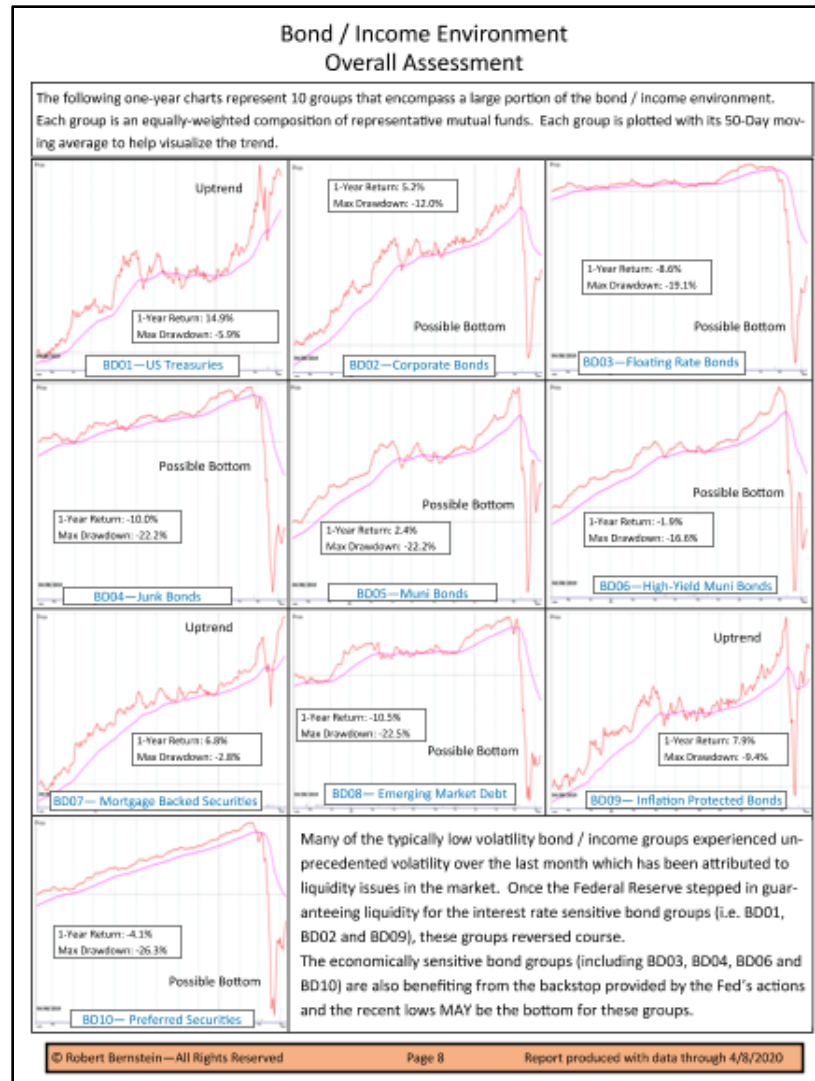 Bond / Income Environment
Overall Assessment
The following one-year charts represent 10 groups that encompass a large portion of the bond / income environment.
Each group is an equally-weighted composition of representative mutual funds. Each group is plotted with its 50-Day mov-
ing average to help visualize the trend.
Uptrend
1-Year Return: 14.9%
Max Drawdown: -5.9%
BD01—US Treasuries
1-Year Return: 5.2%
Max Drawdown: -12.0%
Possible Bottom
BD02—Corporate Bonds
1-Year Return: -8.6%
Max Drawdown: -19.1%
Possible Bottom
BD03—Floating Rate Bonds
Possible Bottom
1-Year Return: -10.0%
Max Drawdown: -22.2%
BD04—Junk Bonds
Possible Bottom
1-Year Return: 2.4%
Max Drawdown: -22.2%
BD05—Muni Bonds
Possible Bottom
1-Year Return: -1.9%
Max Drawdown: -16.6%
BD06—High-Yield Muni Bonds
Uptrend
1-Year Return: 6.8%
Max Drawdown: -2.8%
BD07— Mortgage Backed Securities
1-Year Return: -10.5%
Max Drawdown: -22.5%
Possible Bottom
BD08— Emerging Market Debt
Uptrend
1-Year Return: 7.9%
Max Drawdown: -9.4%
BD09— Inflation Protected Bonds
1-Year Return: -4.1%
Max Drawdown: -26.3%
Possible Bottom
BD10— Preferred Securities
Many of the typically low volatility bond / income groups experienced un-
precedented volatility over the last month which has been attributed to
liquidity issues in the market. Once the Federal Reserve stepped in guar-
anteeing liquidity for the interest rate sensitive bond groups (i.e. BD01,
BD02 and BD09), these groups reversed course.
The economically sensitive bond groups (including BD03, BD04, BD06 and
BD10) are also benefiting from the backstop provided by the Fed's actions
and the recent lows MAY be the bottom for these groups.
© Robert Bernstein—All Rights Reserved
Page 8
Report produced with data through 4/8/2020